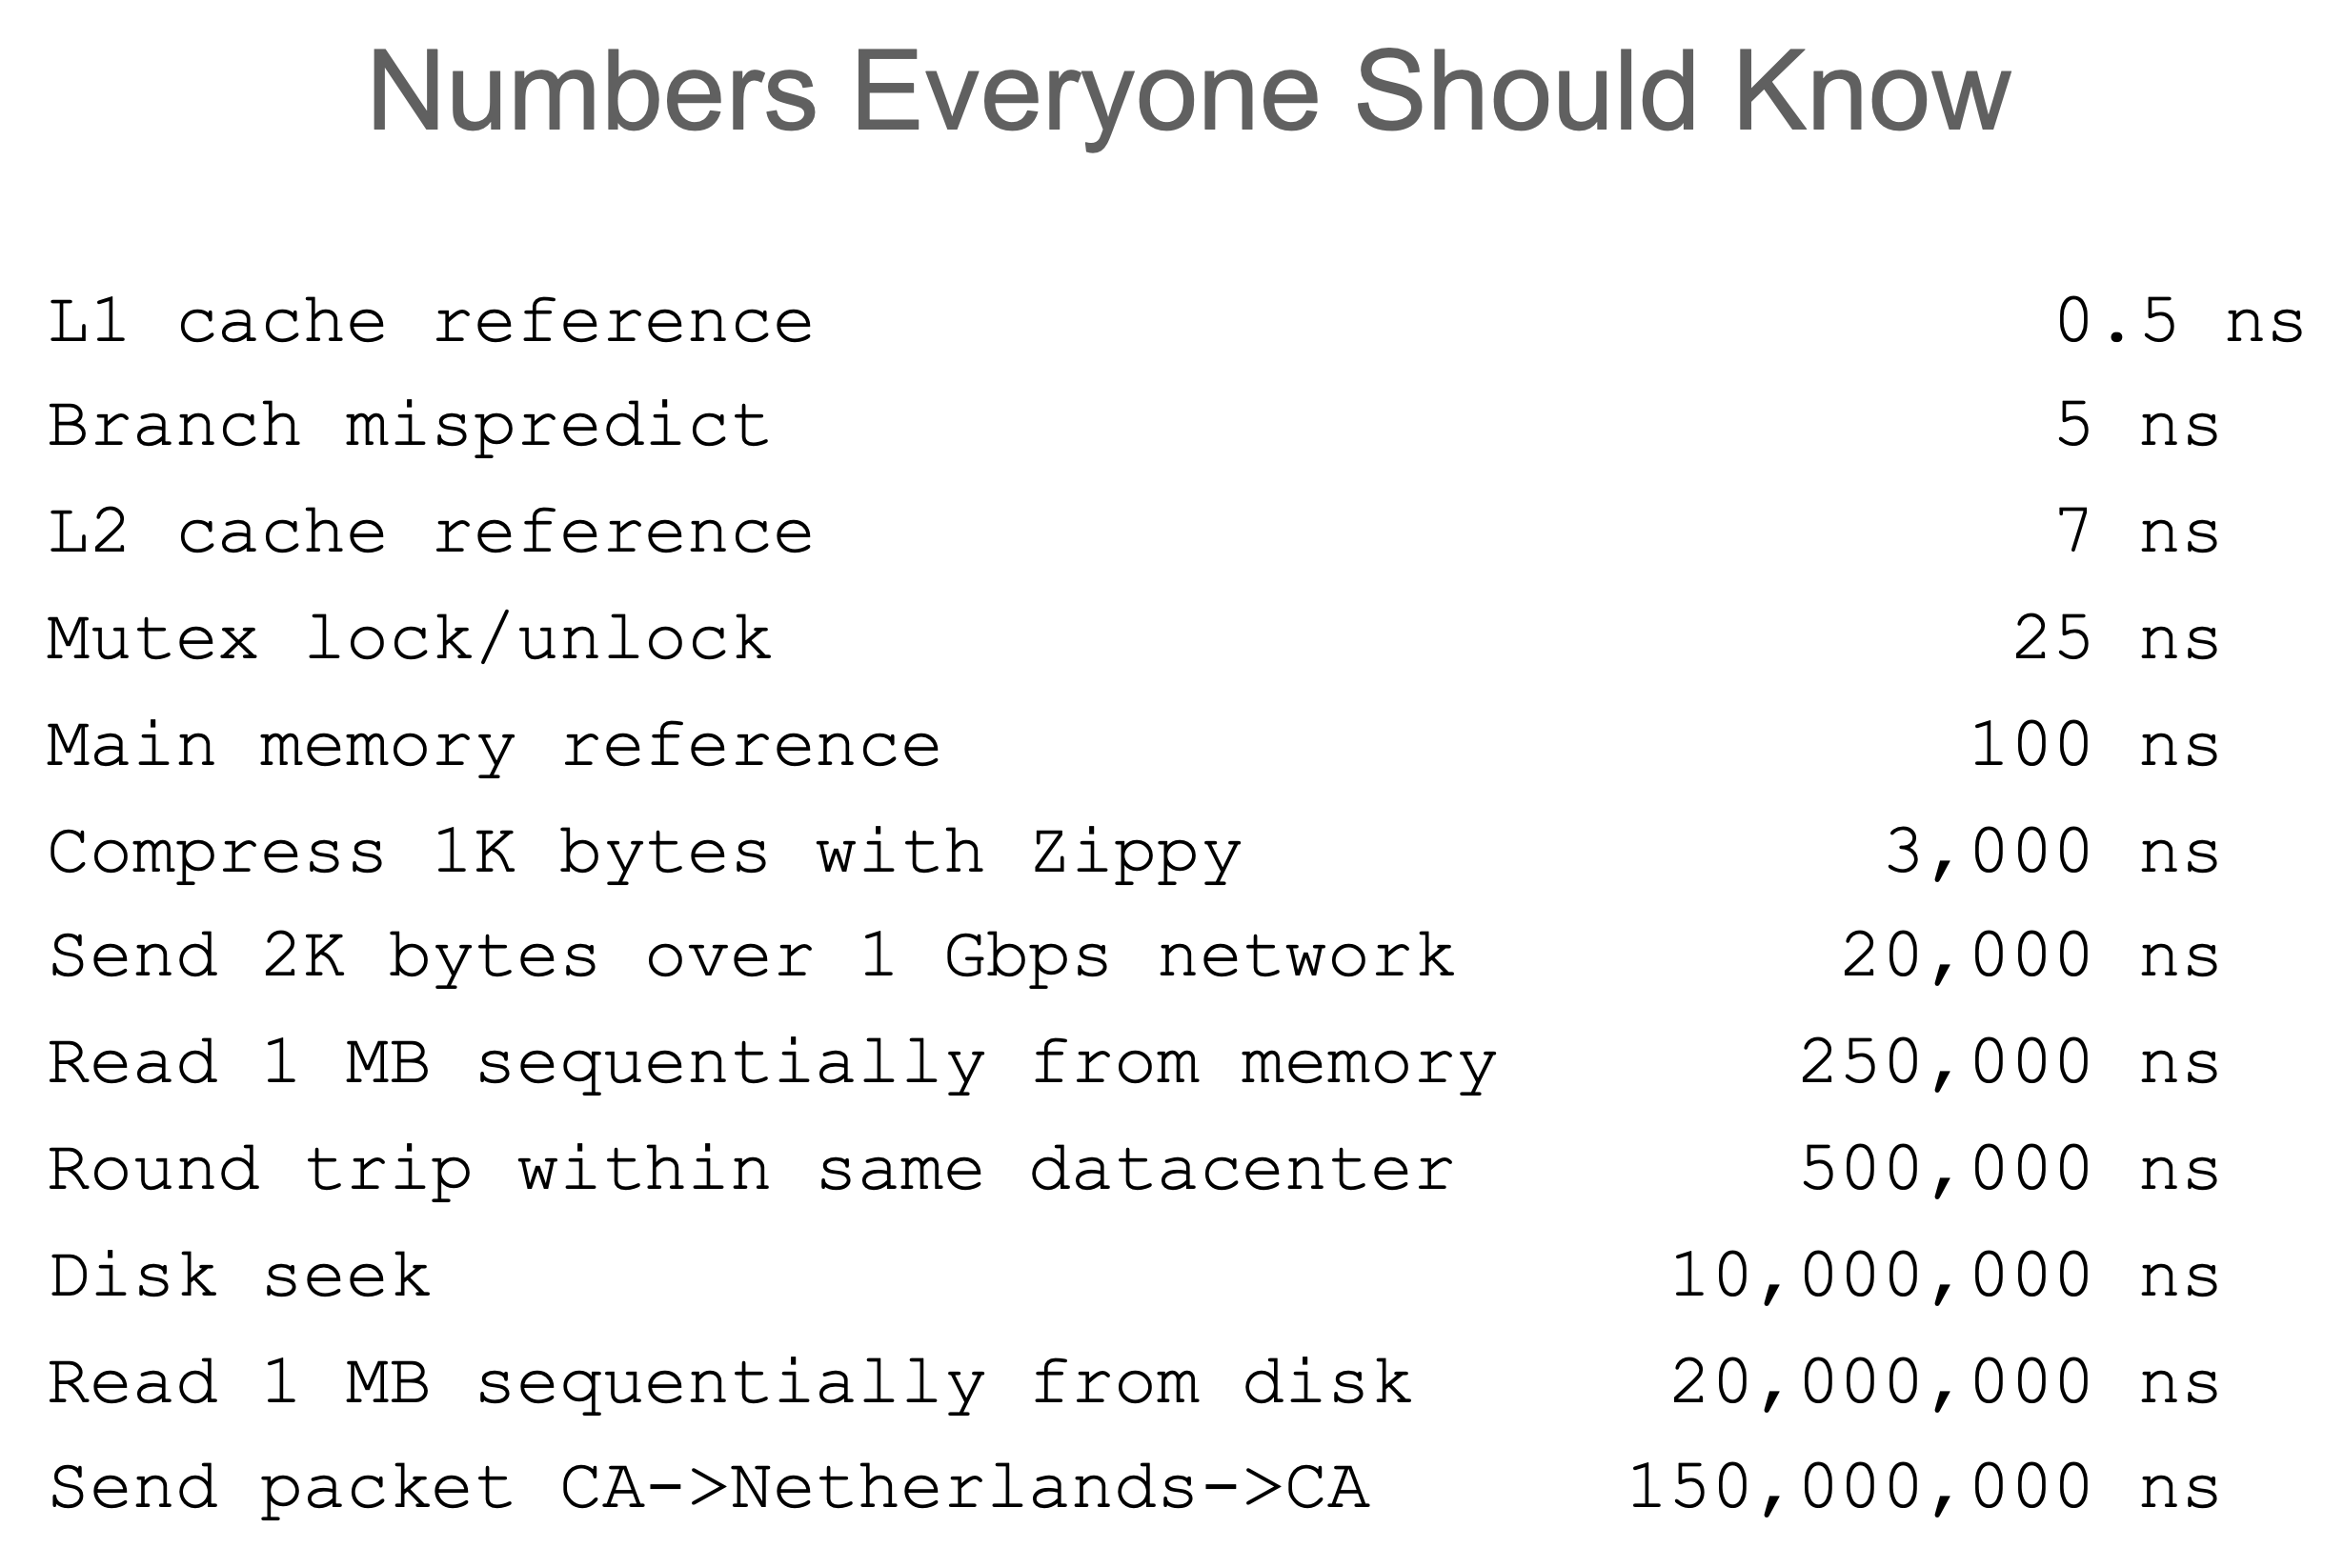 Numbers Everyone Should Know
L1 cache reference 0.5 ns
Branch mispredict 5 ns
L2 cache reference 7 ns
Mutex lock/unlock 25 ns
Main memory reference 100 ns
Compress 1K bytes with Zippy 3,000 ns
Send 2K bytes over 1 Gbps network 20,000 ns
Read 1 MB sequentially from memory 250,000 ns
Round trip within same datacenter 500,000 ns
Disk seek 10,000,000 ns
Read 1 MB sequentially from disk 20,000,000 ns
Send packet CA->Netherlands->CA 150,000,000 ns